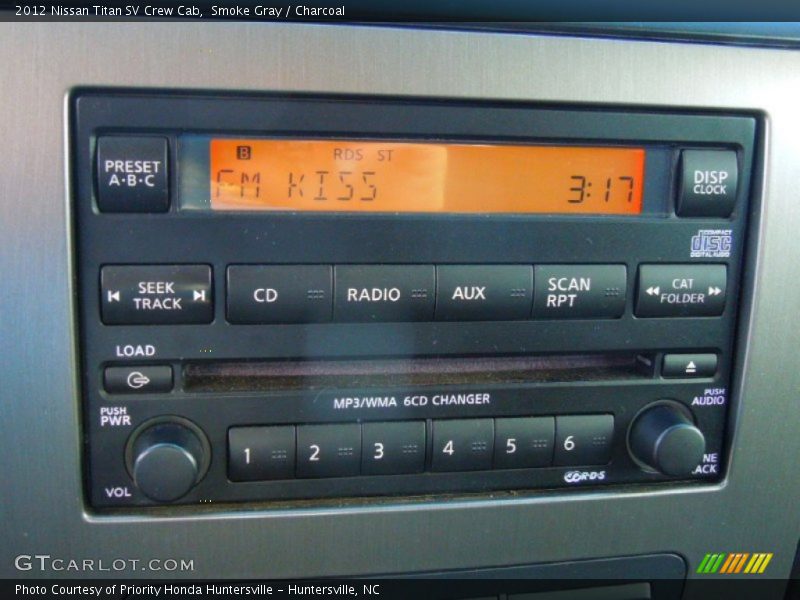 2012 Nissan Titan SV Crew Cab,  Smoke Gray / Charcoal
PRESET
A·B·C
B
RDS ST
FM KISS
3:17
DISP
CLOCK
COMPACT
disc
DIGITAL AUDIO
SEEK
TRACK
CD
RADIO
AUX
SCAN
RPT
CAT
FOLDER
LOAD
MP3/WMA 6CD CHANGER
PUSH
PWR
PUSH
AUDIO
1
2
3
4
5
6
VOL
NE
ACK
R·D·S
GTCARLOT.COM
Photo Courtesy of Priority Honda Huntersville – Huntersville, NC